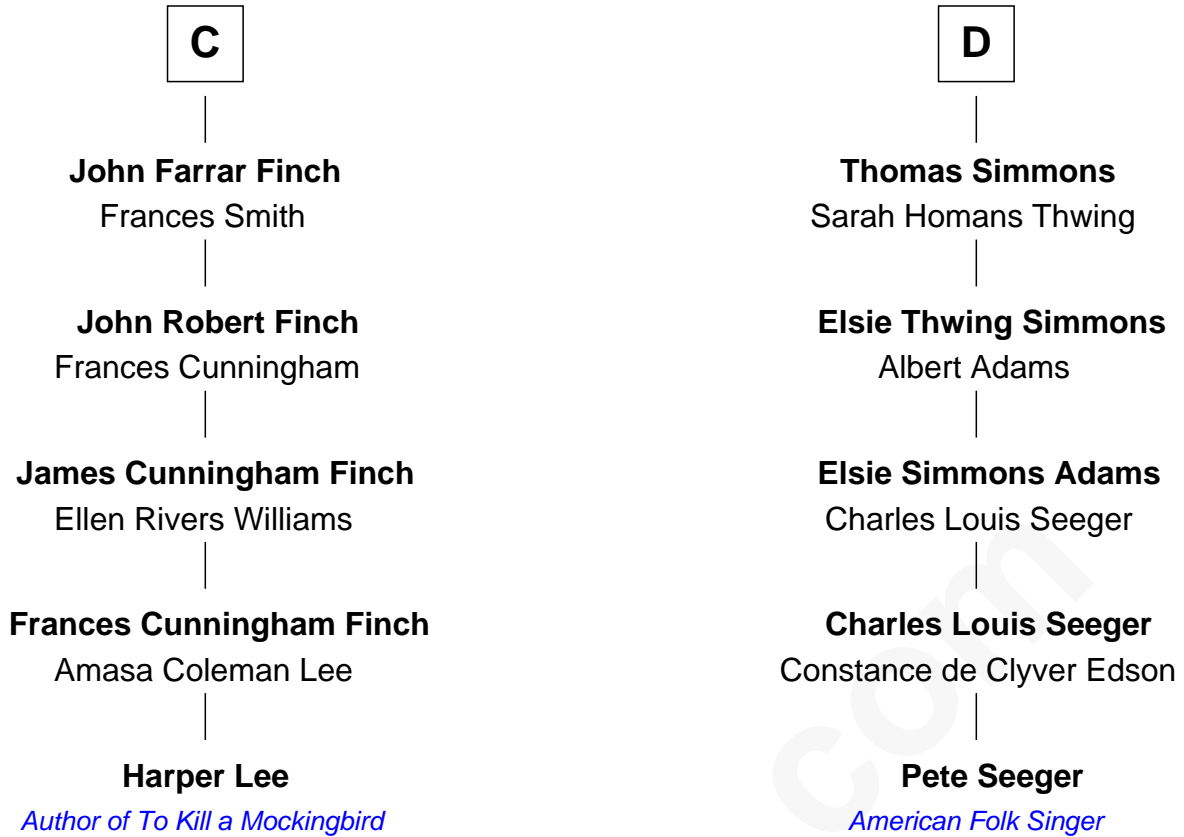 C
John Farrar Finch
Frances Smith
John Robert Finch
Frances Cunningham
James Cunningham Finch
Ellen Rivers Williams
Frances Cunningham Finch
Amasa Coleman Lee
Harper Lee
Author of To Kill a Mockingbird
D
Thomas Simmons
Sarah Homans Thwing
Elsie Thwing Simmons
Albert Adams
Elsie Simmons Adams
Charles Louis Seeger
Charles Louis Seeger
Constance de Clyver Edson
Pete Seeger
American Folk Singer
com